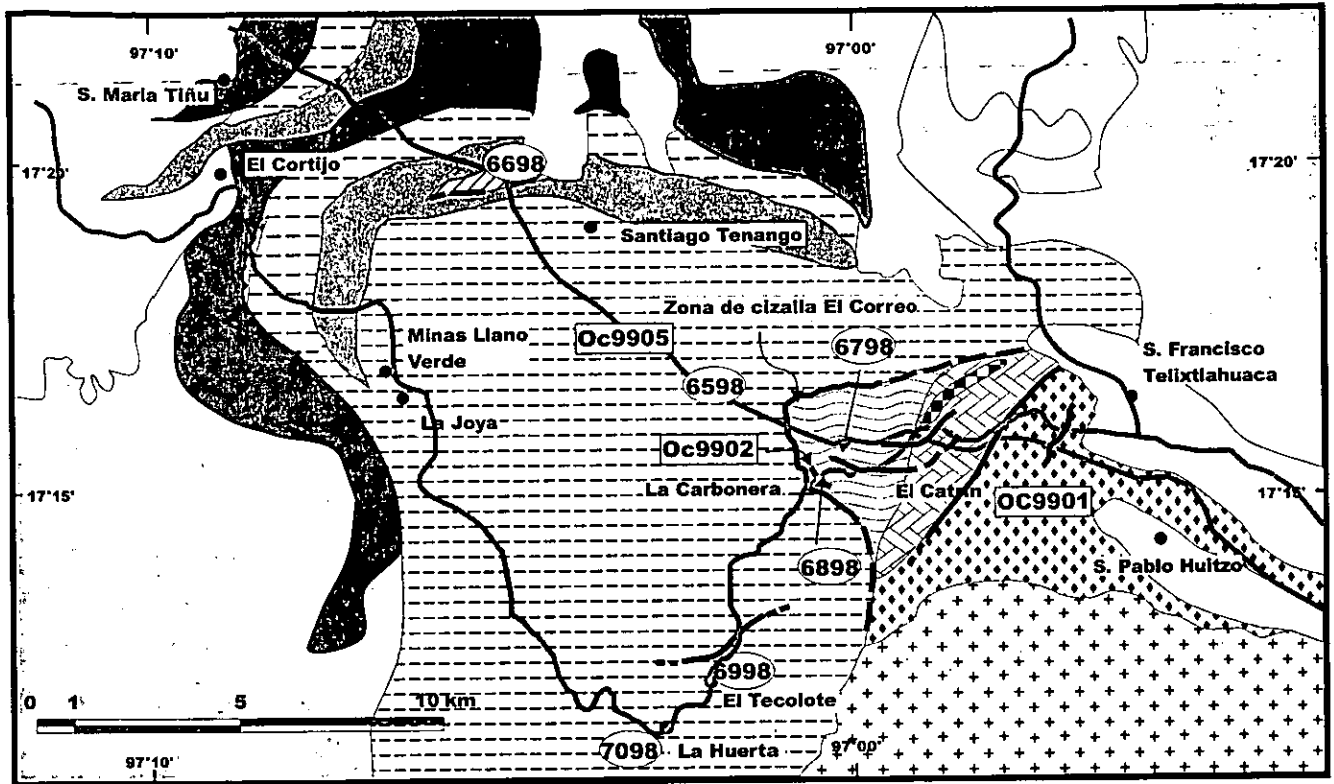 97°10'
97°00'
S. Maria Tiñu
El Cortijo
6698
17°20'
17°20'
Santiago Tenango
Zona de cizalla El Correo
Minas Llano
Verde
Oc9905
6798
S. Francisco
Telixtlahuaca
6598
La Joya
Oc9902
La Carbonera
El Catrín
OC9901
17°15'
17°15'
6898
S. Pablo Huitzo
6998
El Tecolote
0 1 5 10 km
7098
La Huerta
97°00'
97°10'